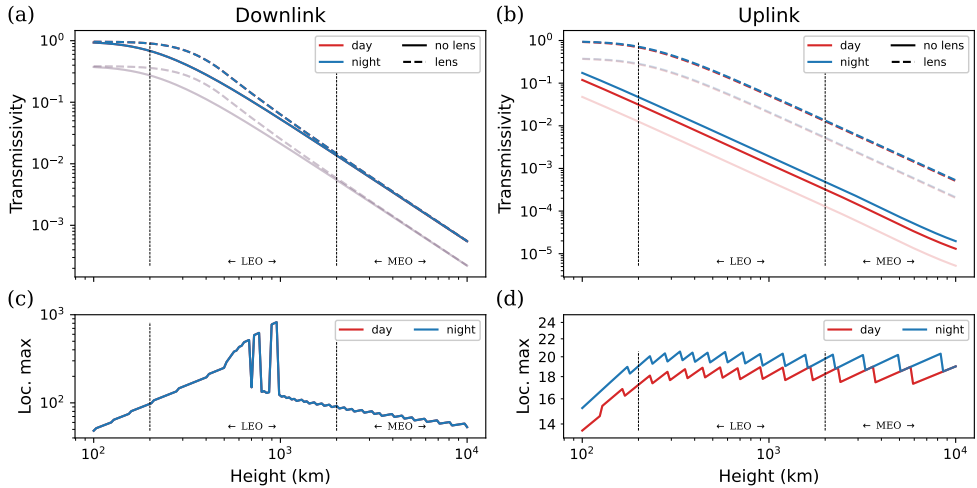 (a)
Downlink
Transmissivity
10⁰
10⁻¹
10⁻²
10⁻³
day
night
no lens
lens
← LEO →
← MEO →
(b)
Uplink
Transmissivity
10⁰
10⁻¹
10⁻²
10⁻³
10⁻⁴
10⁻⁵
day
night
no lens
lens
← LEO →
← MEO →
(c)
Loc. max
10³
10²
day
night
← LEO →
← MEO →
10² 10³ 10⁴
Height (km)
(d)
Loc. max
24
22
20
18
16
14
day
night
← LEO →
← MEO →
10² 10³ 10⁴
Height (km)